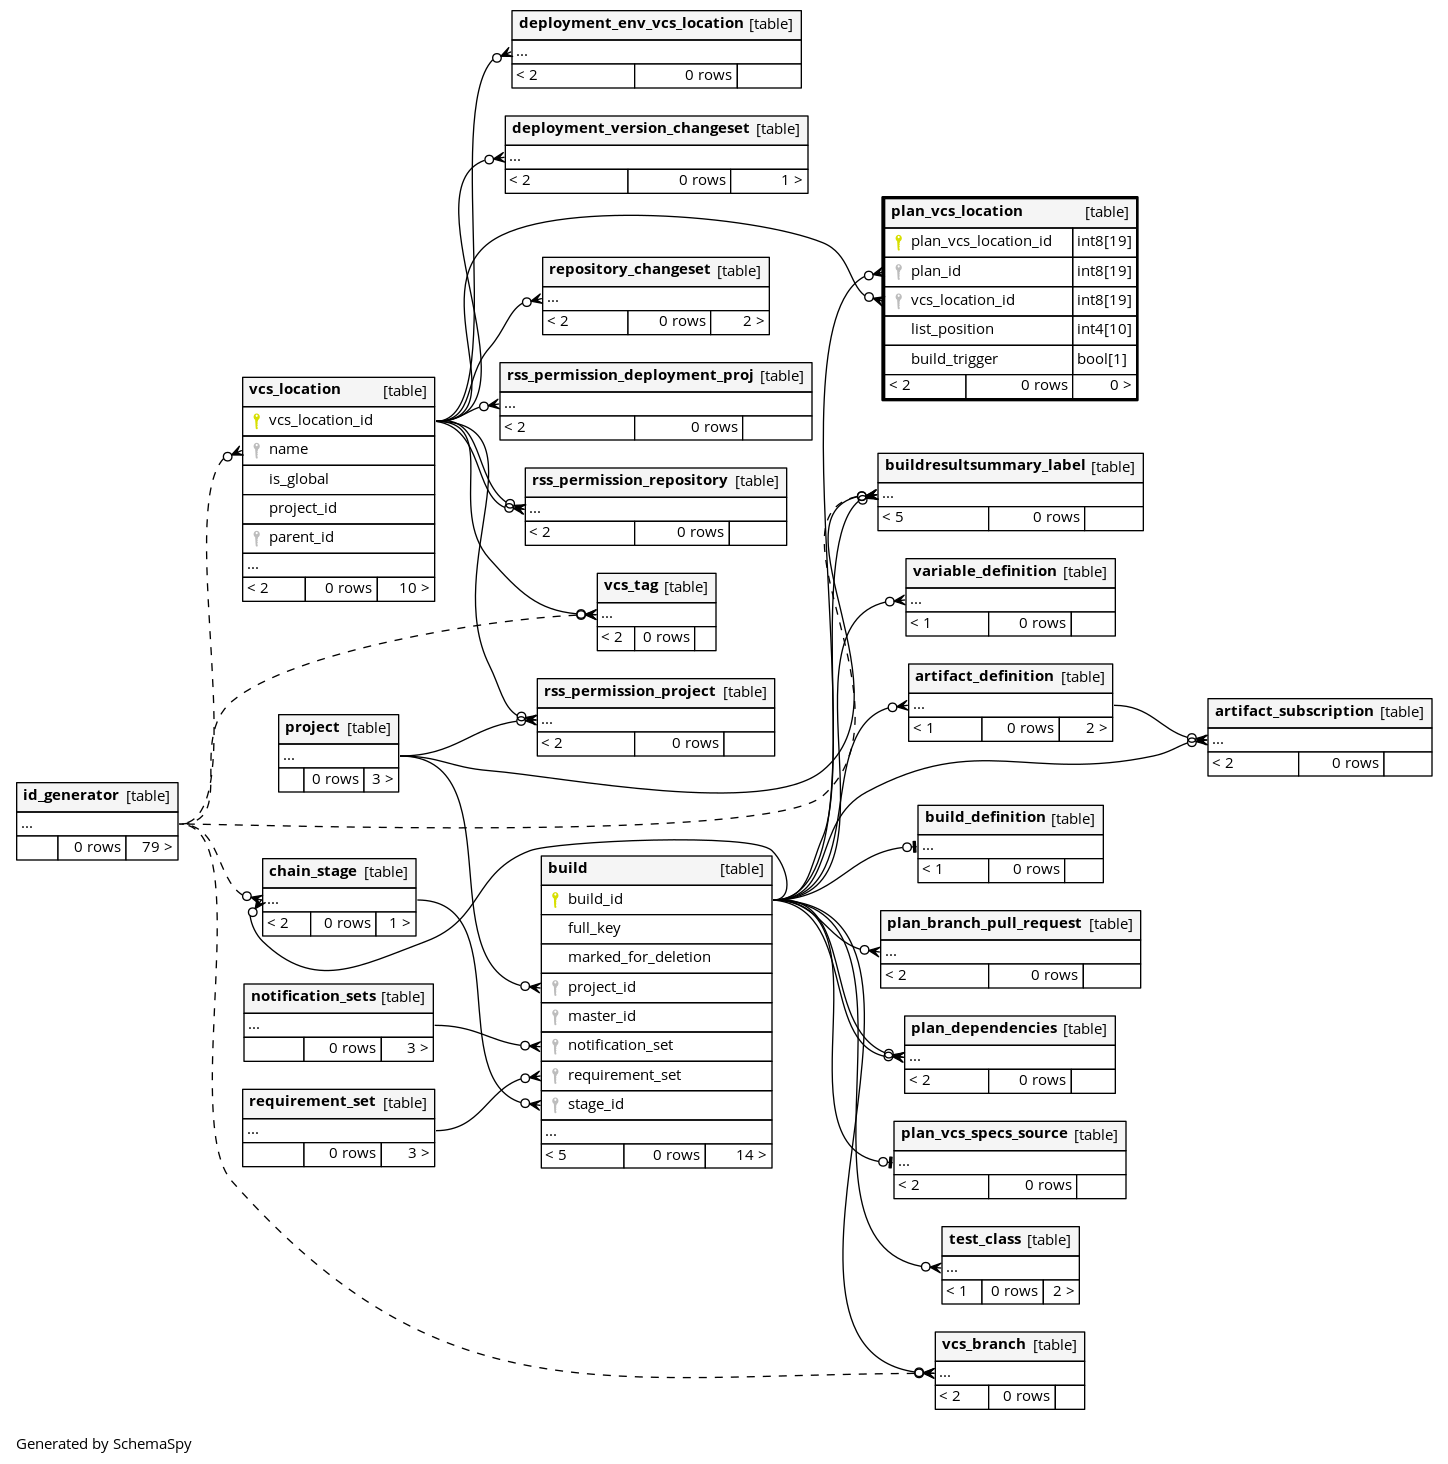 deployment_env_vcs_location [table]
...
< 2 0 rows
deployment_version_changeset [table]
...
< 2 0 rows 1 >
plan_vcs_location [table]
plan_vcs_location_id int8[19]
plan_id int8[19]
vcs_location_id int8[19]
list_position int4[10]
build_trigger bool[1]
< 2 0 rows 0 >
repository_changeset [table]
...
< 2 0 rows 2 >
rss_permission_deployment_proj [table]
...
< 2 0 rows
vcs_location [table]
vcs_location_id
name
is_global
project_id
parent_id
...
< 2 0 rows 10 >
rss_permission_repository [table]
...
< 2 0 rows
buildresultsummary_label [table]
...
< 5 0 rows
vcs_tag [table]
...
< 2 0 rows
variable_definition [table]
...
< 1 0 rows
rss_permission_project [table]
...
< 2 0 rows
artifact_definition [table]
...
< 1 0 rows 2 >
artifact_subscription [table]
...
< 2 0 rows
project [table]
...
0 rows 3 >
id_generator [table]
...
0 rows 79 >
build_definition [table]
...
< 1 0 rows
chain_stage [table]
...
< 2 0 rows 1 >
build [table]
build_id
full_key
marked_for_deletion
project_id
master_id
notification_set
requirement_set
stage_id
...
< 5 0 rows 14 >
plan_branch_pull_request [table]
...
< 2 0 rows
notification_sets [table]
...
0 rows 3 >
plan_dependencies [table]
...
< 2 0 rows
requirement_set [table]
...
0 rows 3 >
plan_vcs_specs_source [table]
...
< 2 0 rows
test_class [table]
...
< 1 0 rows 2 >
vcs_branch [table]
...
< 2 0 rows
Generated by SchemaSpy